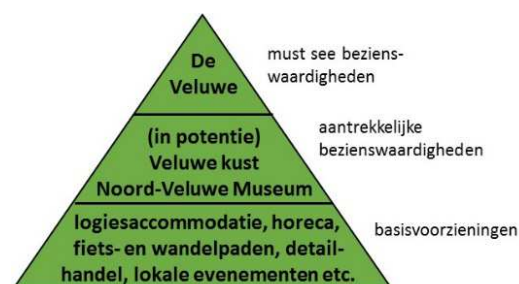 De
Veluwe
must see beziens-
waardigheden
(in potentie)
Veluwe kust
Noord-Veluwe Museum
aantrekkelijke
bezienswaardigheden
logiesaccommodatie, horeca,
fiets- en wandelpaden, detail-
handel, lokale evenementen etc.
basisvoorzieningen